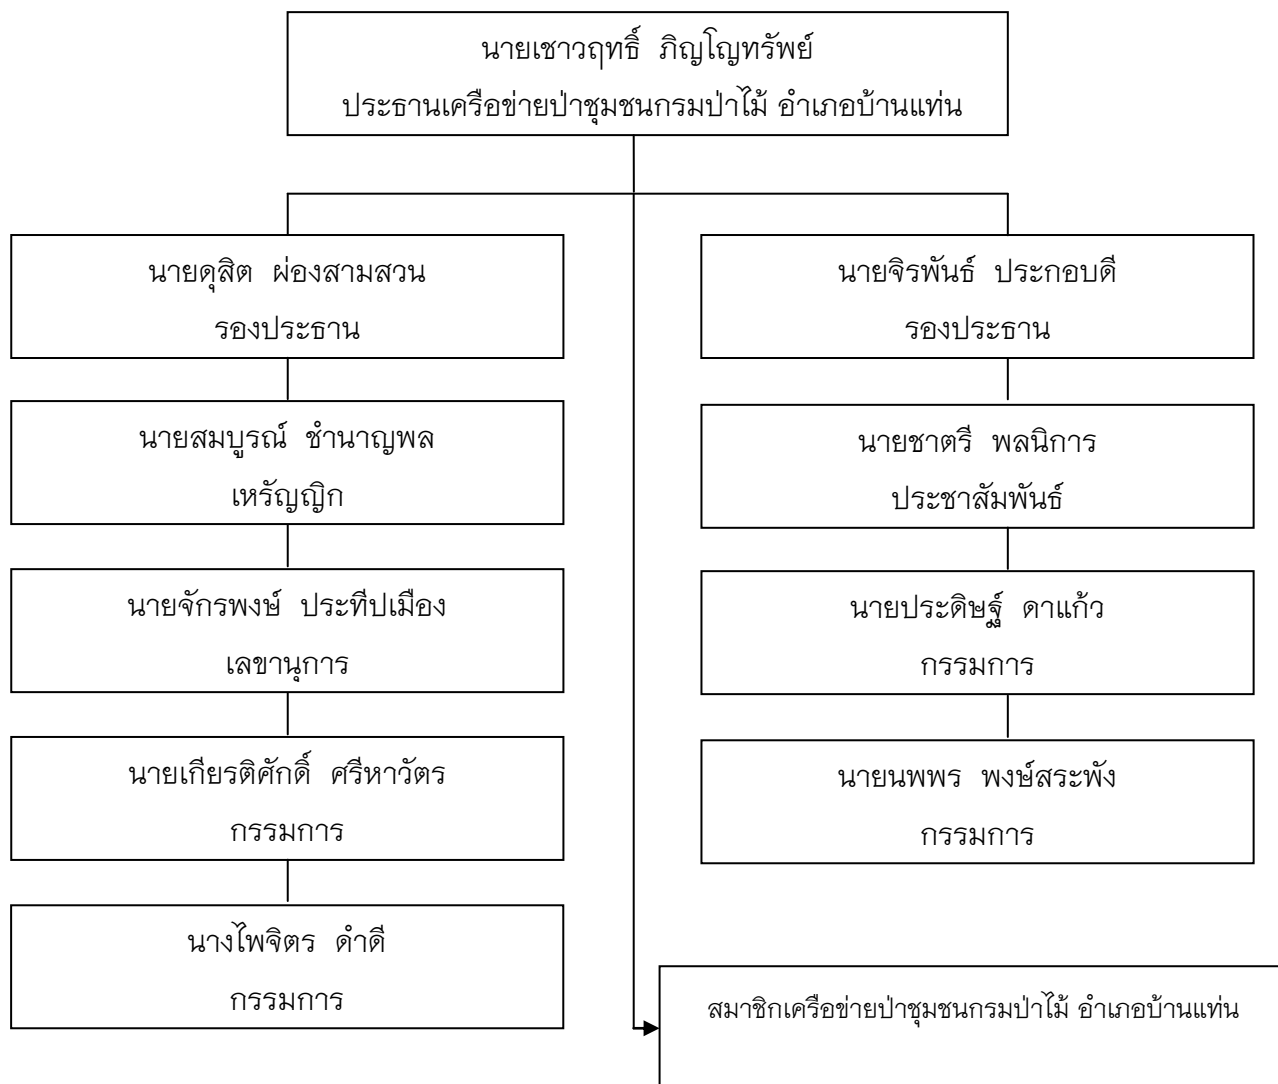 นายเชาวฤทธิ์ ภิญโญทรัพย์
ประธานเครือข่ายป่าชุมชนกรมป่าไม้ อำเภอบ้านแท่น
นายดุสิต ผ่องสามสวน
รองประธาน
นายสมบูรณ์ ชำนาญพล
เหรัญญิก
นายจักรพงษ์ ประทีปเมือง
เลขานุการ
นายเกียรติศักดิ์ ศรีหาวัตร
กรรมการ
นางไพจิตร ดำดี
กรรมการ
นายจิรพันธ์ ประกอบดี
รองประธาน
นายชาตรี พลนิการ
ประชาสัมพันธ์
นายประดิษฐ์ ดาแก้ว
กรรมการ
นายนพพร พงษ์สระพัง
กรรมการ
สมาชิกเครือข่ายป่าชุมชนกรมป่าไม้ อำเภอบ้านแท่น